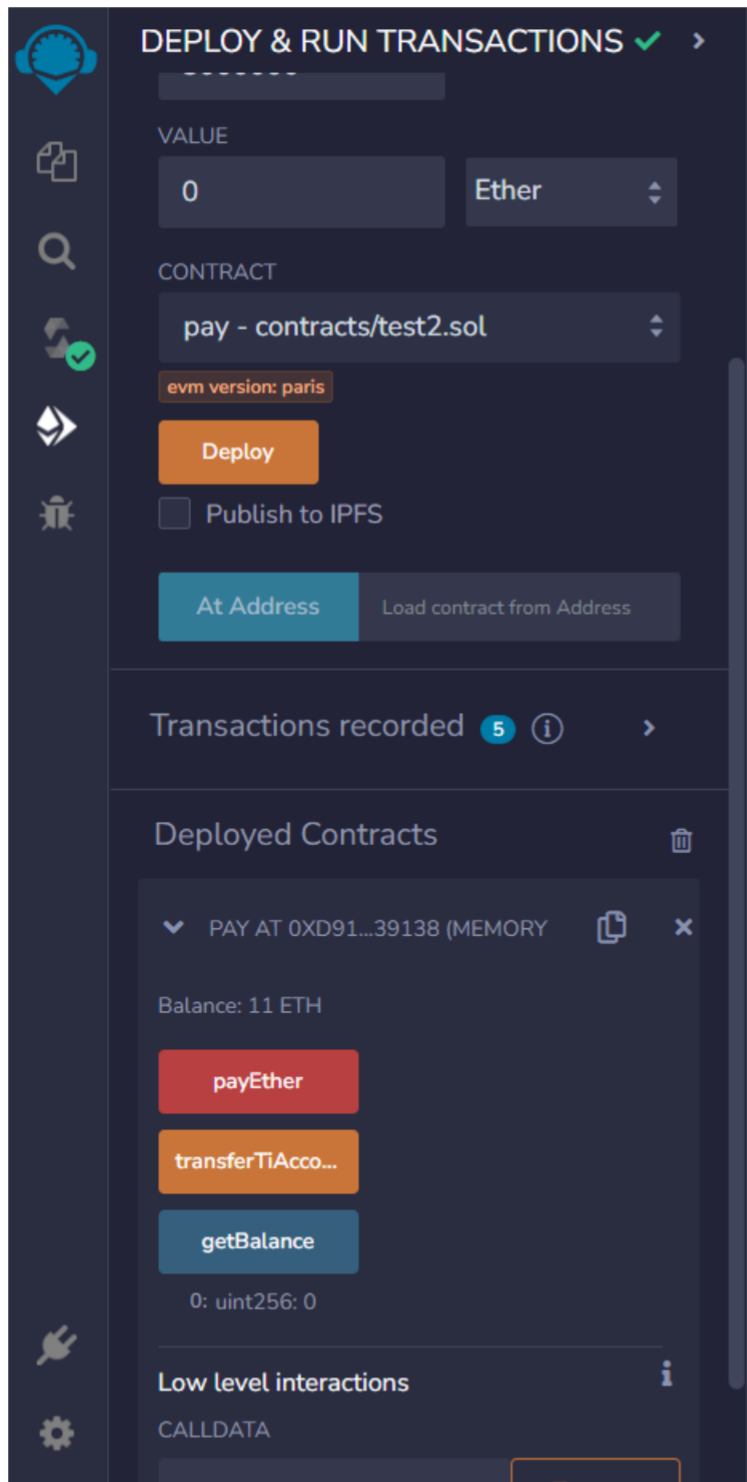 DEPLOY & RUN TRANSACTIONS
VALUE
0 Ether
CONTRACT
pay - contracts/test2.sol
evm version: paris
Deploy
Publish to IPFS
At Address Load contract from Address
Transactions recorded 5
Deployed Contracts
PAY AT 0XD91...39138 (MEMORY
Balance: 11 ETH
payEther
transferTiAcco...
getBalance
0: uint256: 0
Low level interactions
CALLDATA